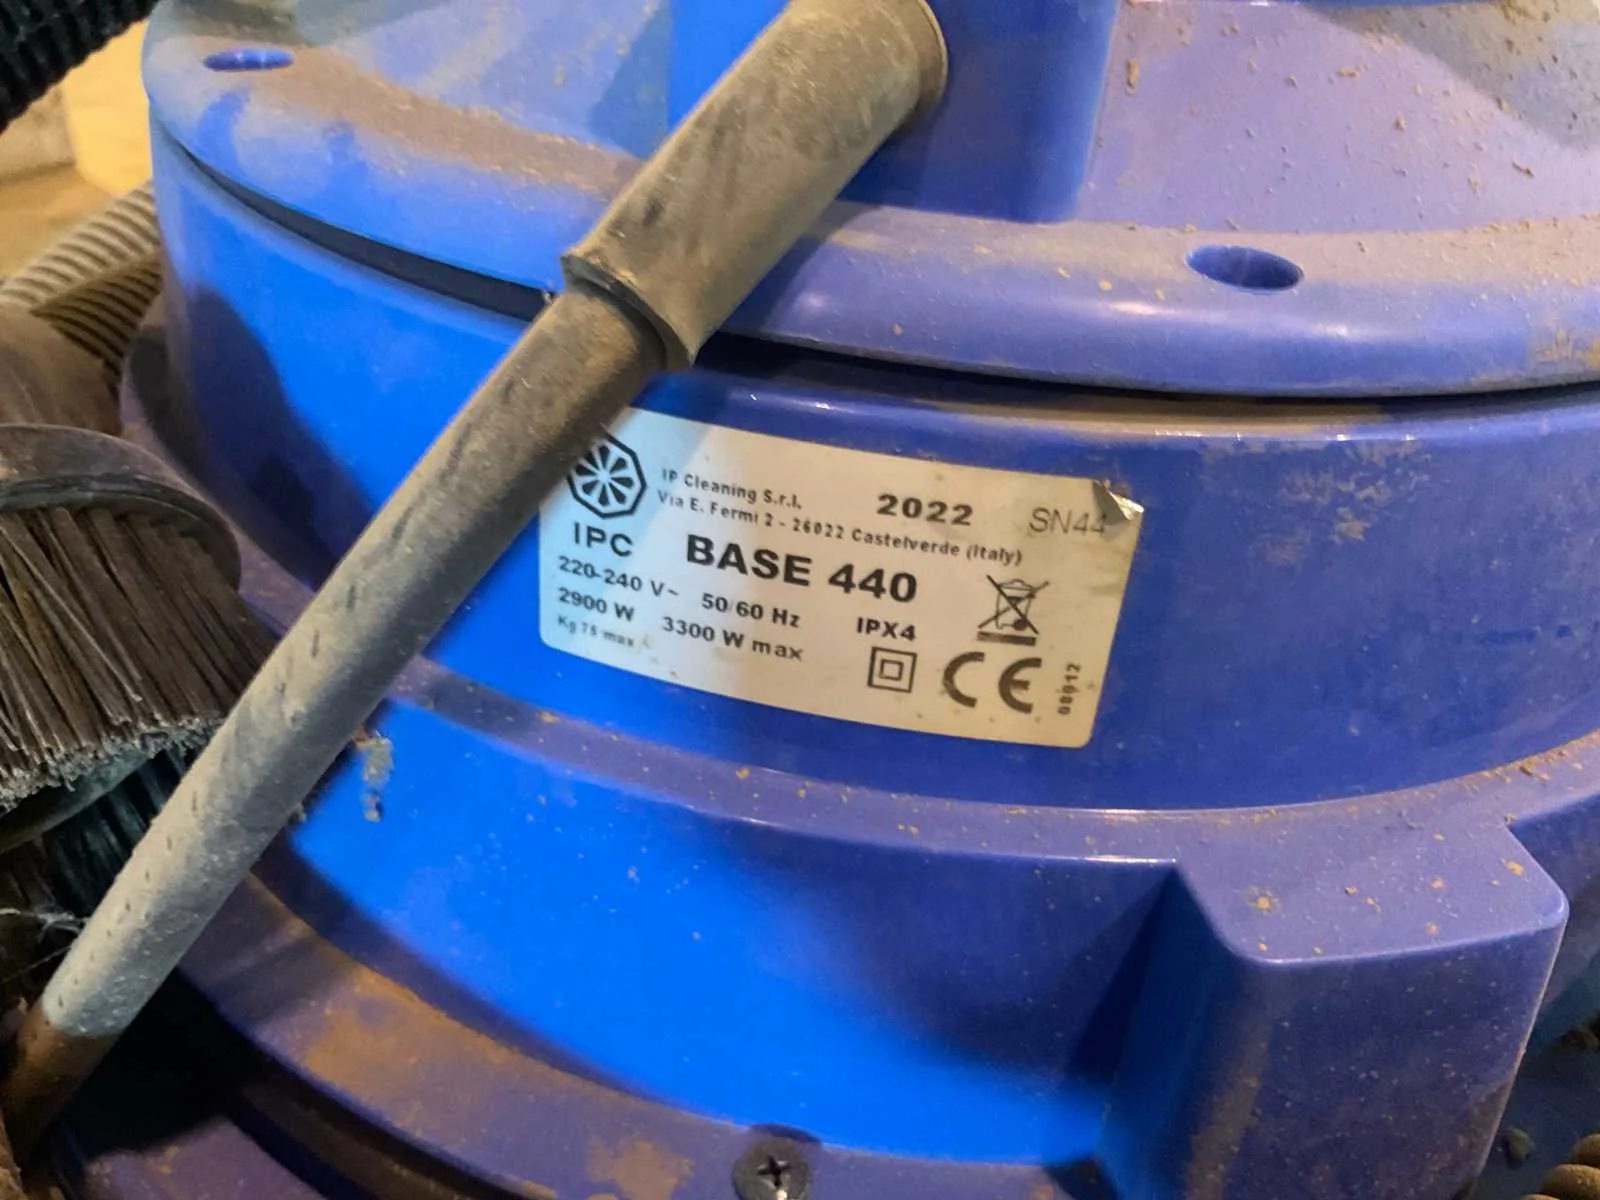 IP Cleaning S.r.l.
2022
SN44
Via E. Fermi 2 - 26022 Castelverde (Italy)
IPC
BASE 440
220-240 V~ 50/60 Hz IPX4
2900 W 3300 W max
Kg 75 max
CE
00912